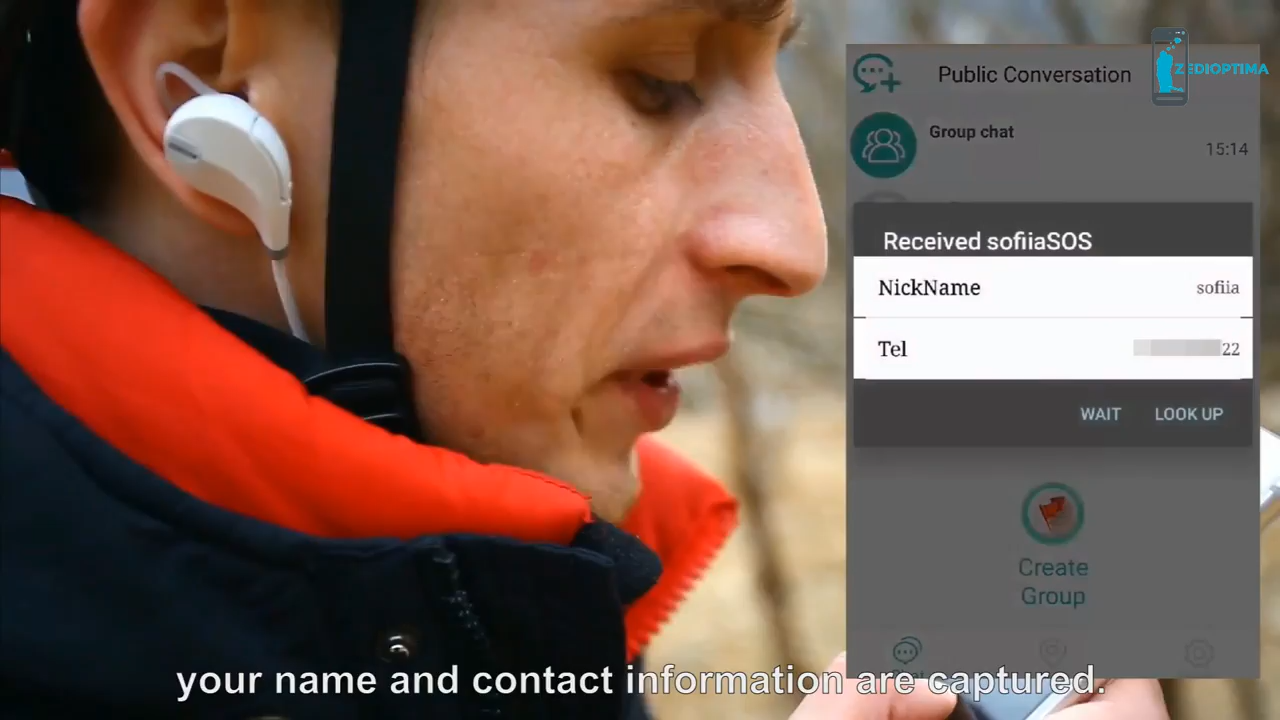 ZEDIOPTIMA
Public Conversation
Group chat
15:14
Received sofiiaSOS
NickName
sofiia
Tel
22
WAIT
LOOK UP
Create
Group
your name and contact information are captured.